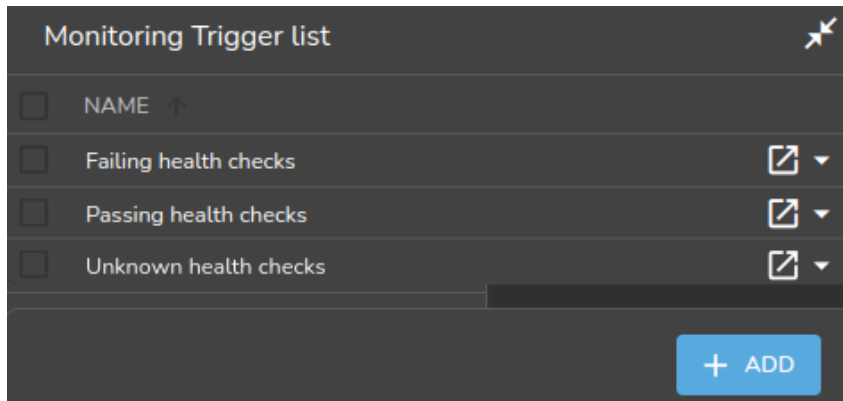 Monitoring Trigger list
NAME
Failing health checks
Passing health checks
Unknown health checks
+ ADD